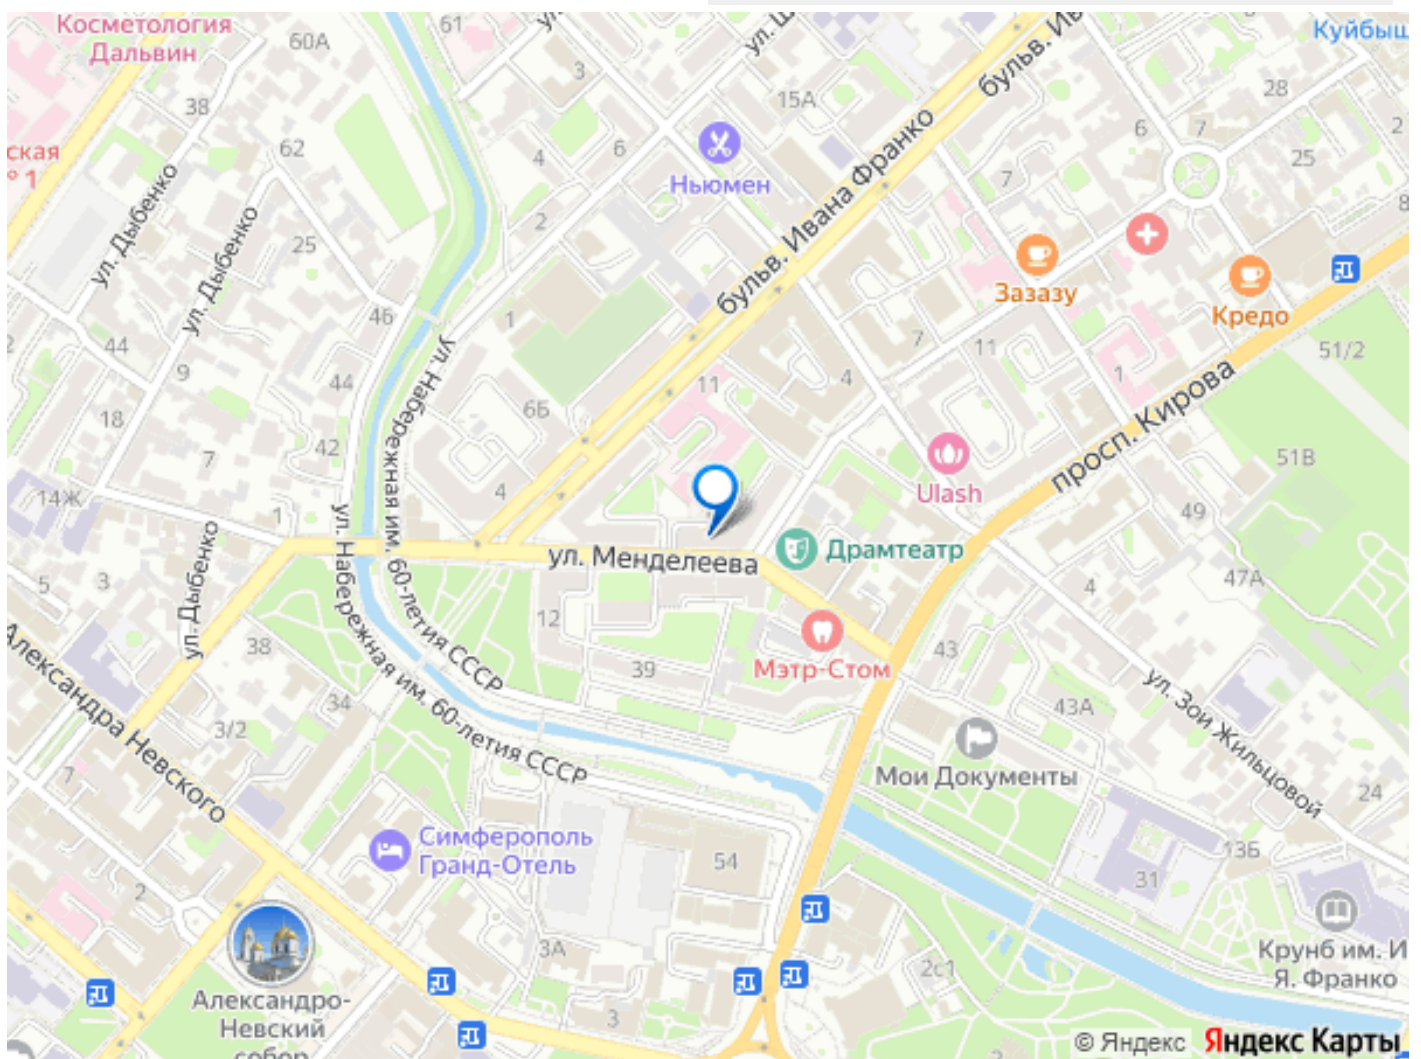 Косметология
Дальвин
60А
61
ул. Ш
бульв. Ив
Куйбыш
38
3
15А
28
6
7
2
62
4
6
Ньюмен
бульв. Ивана Франко
25
7
8
ская
° 1
ул. Дыбенко
ул. Дыбенко
25
2
бульв. Ивана Франко
Зазазу
Кредо
46
1
44
9
44
6Б
11
4
7
11
1
51/2
ул. Набережная им. 60-летия СССР
просп. Кирова
18
7
42
14Ж
1
4
Ulash
51В
49
ул. Дыбенко
ул. Набережная им. 60-летия СССР
ул. Менделеева
Драмтеатр
5
3
12
4
47А
38
39
Мэтр-Стом
43
Александра Невского
34
3/2
43А
ул. Зои Жильцовой
7
Мои Документы
24
Симферополь
Гранд-Отель
54
13Б
31
2
3А
2с1
Крунб им. И
Я. Франко
Александро-
Невский
собор
3
© Яндекс
Яндекс Карты